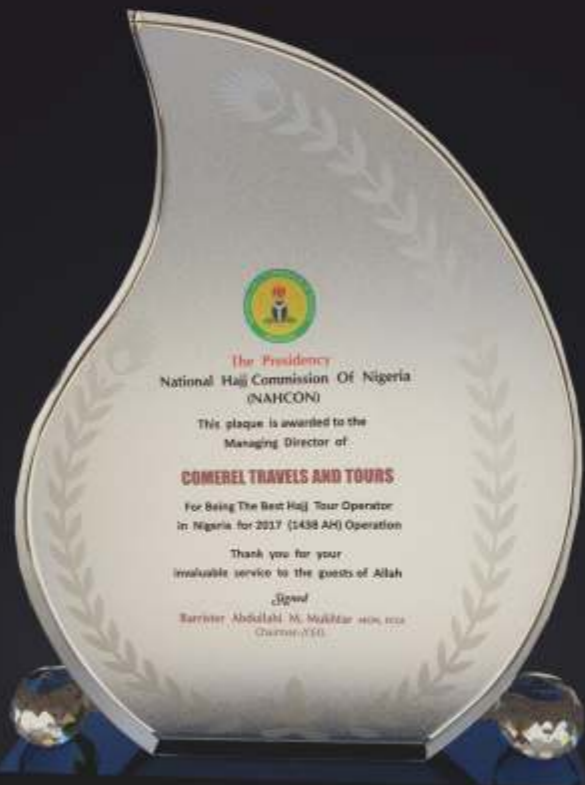 The Presidency
National Hajj Commission Of Nigeria
(NAHCON)
This plaque is awarded to the
Managing Director of
COMEREL TRAVELS AND TOURS
For Being The Best Hajj Tour Operator
in Nigeria for 2017 (1438 AH) Operation
Thank you for your
invaluable service to the guests of Allah
Signed
Barrister Abdullahi M. Mukhtar
Chairman/CEO